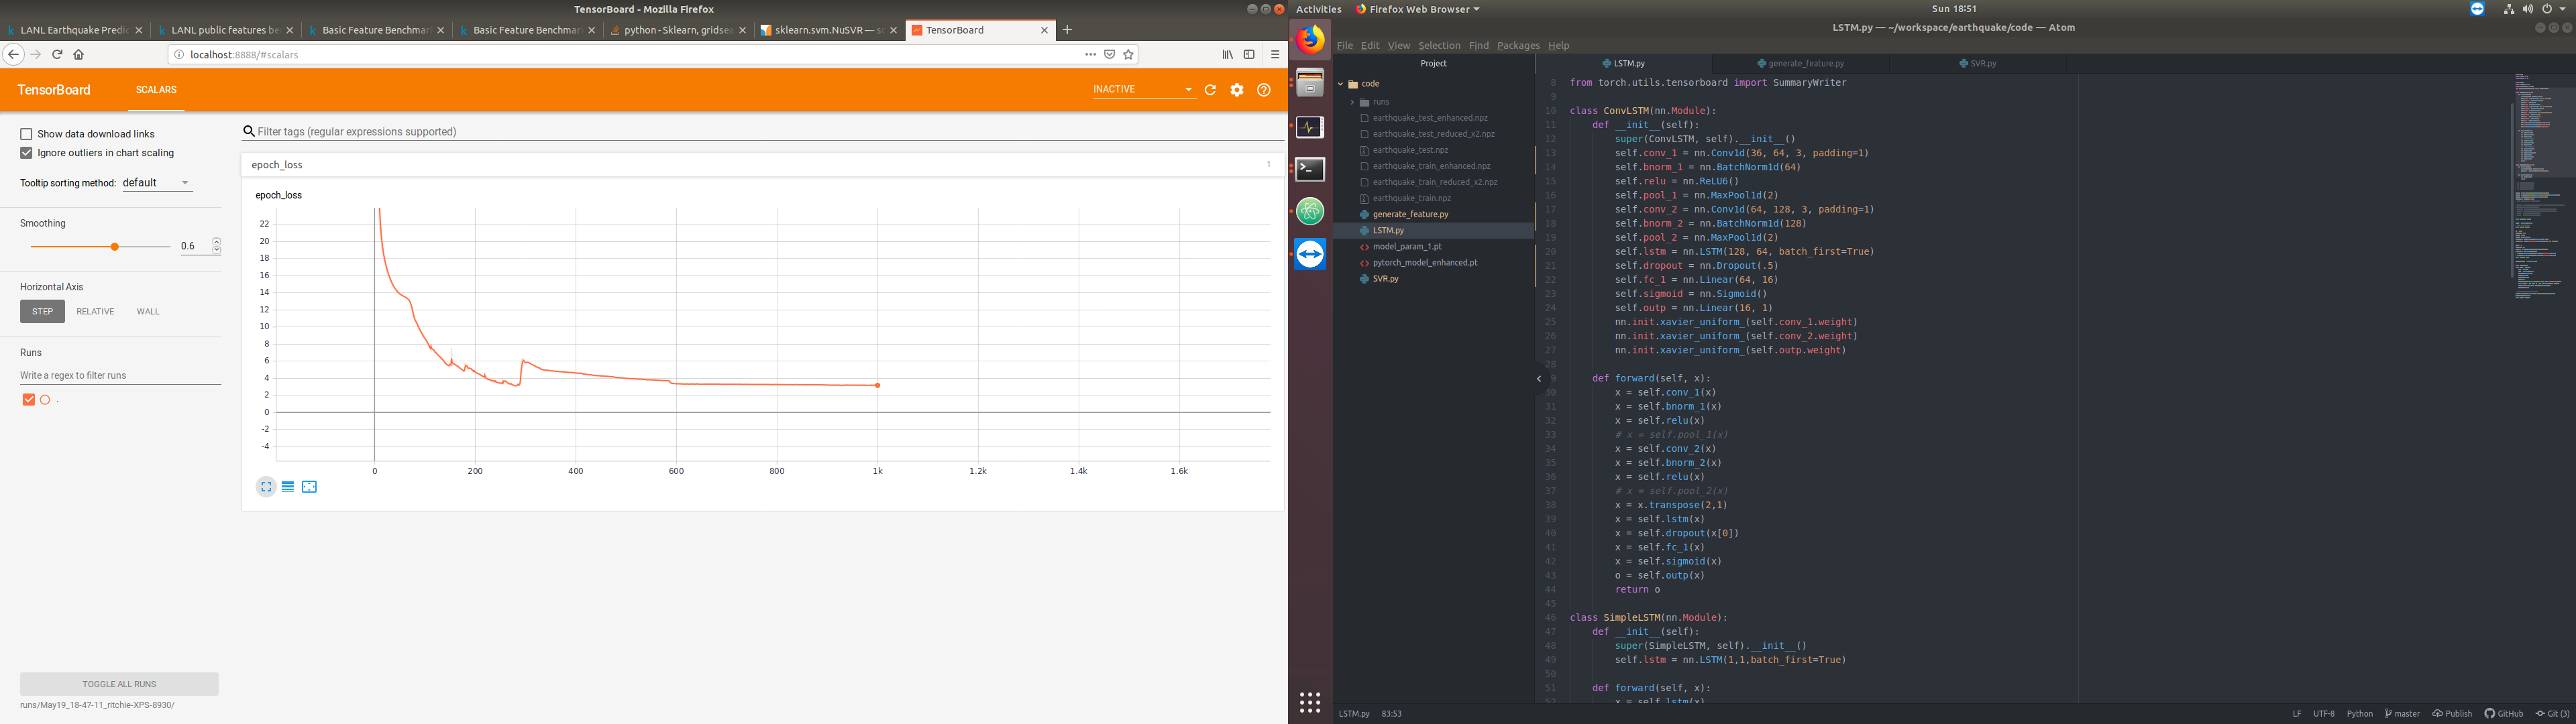 TensorBoard - Mozilla Firefox
LANL Earthquake Predic
LANL public features be
Basic Feature Benchmar
Basic Feature Benchmar
python - Sklearn, gridsea
sklearn.svm.NuSVR — sc
TensorBoard
localhost:8888/#scalars
TensorBoard
SCALARS
INACTIVE
Show data download links
Ignore outliers in chart scaling
Tooltip sorting method: default
Smoothing
0.6
Horizontal Axis
STEP RELATIVE WALL
Runs
Write a regex to filter runs
.
TOGGLE ALL RUNS
runs/May19_18-47-11_ritchie-XPS-8930/
Filter tags (regular expressions supported)
epoch_loss
1
epoch_loss
22
20
18
16
14
12
10
8
6
4
2
0
-2
-4
0 200 400 600 800 1k 1.2k 1.4k 1.6k
Activities Firefox Web Browser Sun 18:51
LSTM.py — ~/workspace/earthquake/code — Atom
File Edit View Selection Find Packages Help
Project
code
runs
earthquake_test_enhanced.npz
earthquake_test_reduced_x2.npz
earthquake_test.npz
earthquake_train_enhanced.npz
earthquake_train_reduced_x2.npz
earthquake_train.npz
generate_feature.py
LSTM.py
model_param_1.pt
pytorch_model_enhanced.pt
SVR.py
LSTM.py generate_feature.py SVR.py
8 from torch.utils.tensorboard import SummaryWriter
9
10 class ConvLSTM(nn.Module):
11 def __init__(self):
12 super(ConvLSTM, self).__init__()
13 self.conv_1 = nn.Conv1d(36, 64, 3, padding=1)
14 self.bnorm_1 = nn.BatchNorm1d(64)
15 self.relu = nn.ReLU6()
16 self.pool_1 = nn.MaxPool1d(2)
17 self.conv_2 = nn.Conv1d(64, 128, 3, padding=1)
18 self.bnorm_2 = nn.BatchNorm1d(128)
19 self.pool_2 = nn.MaxPool1d(2)
20 self.lstm = nn.LSTM(128, 64, batch_first=True)
21 self.dropout = nn.Dropout(.5)
22 self.fc_1 = nn.Linear(64, 16)
23 self.sigmoid = nn.Sigmoid()
24 self.outp = nn.Linear(16, 1)
25 nn.init.xavier_uniform_(self.conv_1.weight)
26 nn.init.xavier_uniform_(self.conv_2.weight)
27 nn.init.xavier_uniform_(self.outp.weight)
28
9 def forward(self, x):
30 x = self.conv_1(x)
31 x = self.bnorm_1(x)
32 x = self.relu(x)
33 # x = self.pool_1(x)
34 x = self.conv_2(x)
35 x = self.bnorm_2(x)
36 x = self.relu(x)
37 # x = self.pool_2(x)
38 x = x.transpose(2,1)
39 x = self.lstm(x)
40 x = self.dropout(x[0])
41 x = self.fc_1(x)
42 x = self.sigmoid(x)
43 o = self.outp(x)
44 return o
45
46 class SimpleLSTM(nn.Module):
47 def __init__(self):
48 super(SimpleLSTM, self).__init__()
49 self.lstm = nn.LSTM(1,1,batch_first=True)
50
51 def forward(self, x):
52 x = self.lstm(x)
LSTM.py 83:53
LF UTF-8 Python master Publish GitHub Git (3)